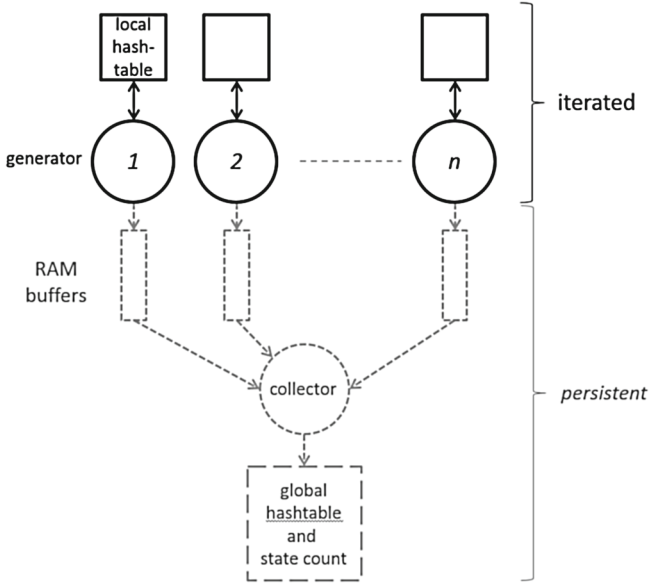 local
hash-
table
iterated
generator
1
2
n
RAM
buffers
collector
persistent
global
hashtable
and
state count